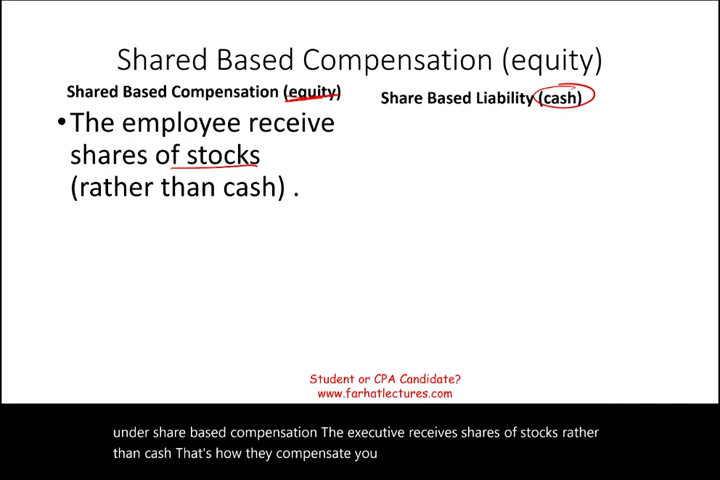 Shared Based Compensation (equity)
Shared Based Compensation (equity)
Share Based Liability (cash)
•The employee receive
shares of stocks
(rather than cash) .
Student or CPA Candidate?
www.farhatlectures.com
under share based compensation The executive receives shares of stocks rather
than cash That's how they compensate you